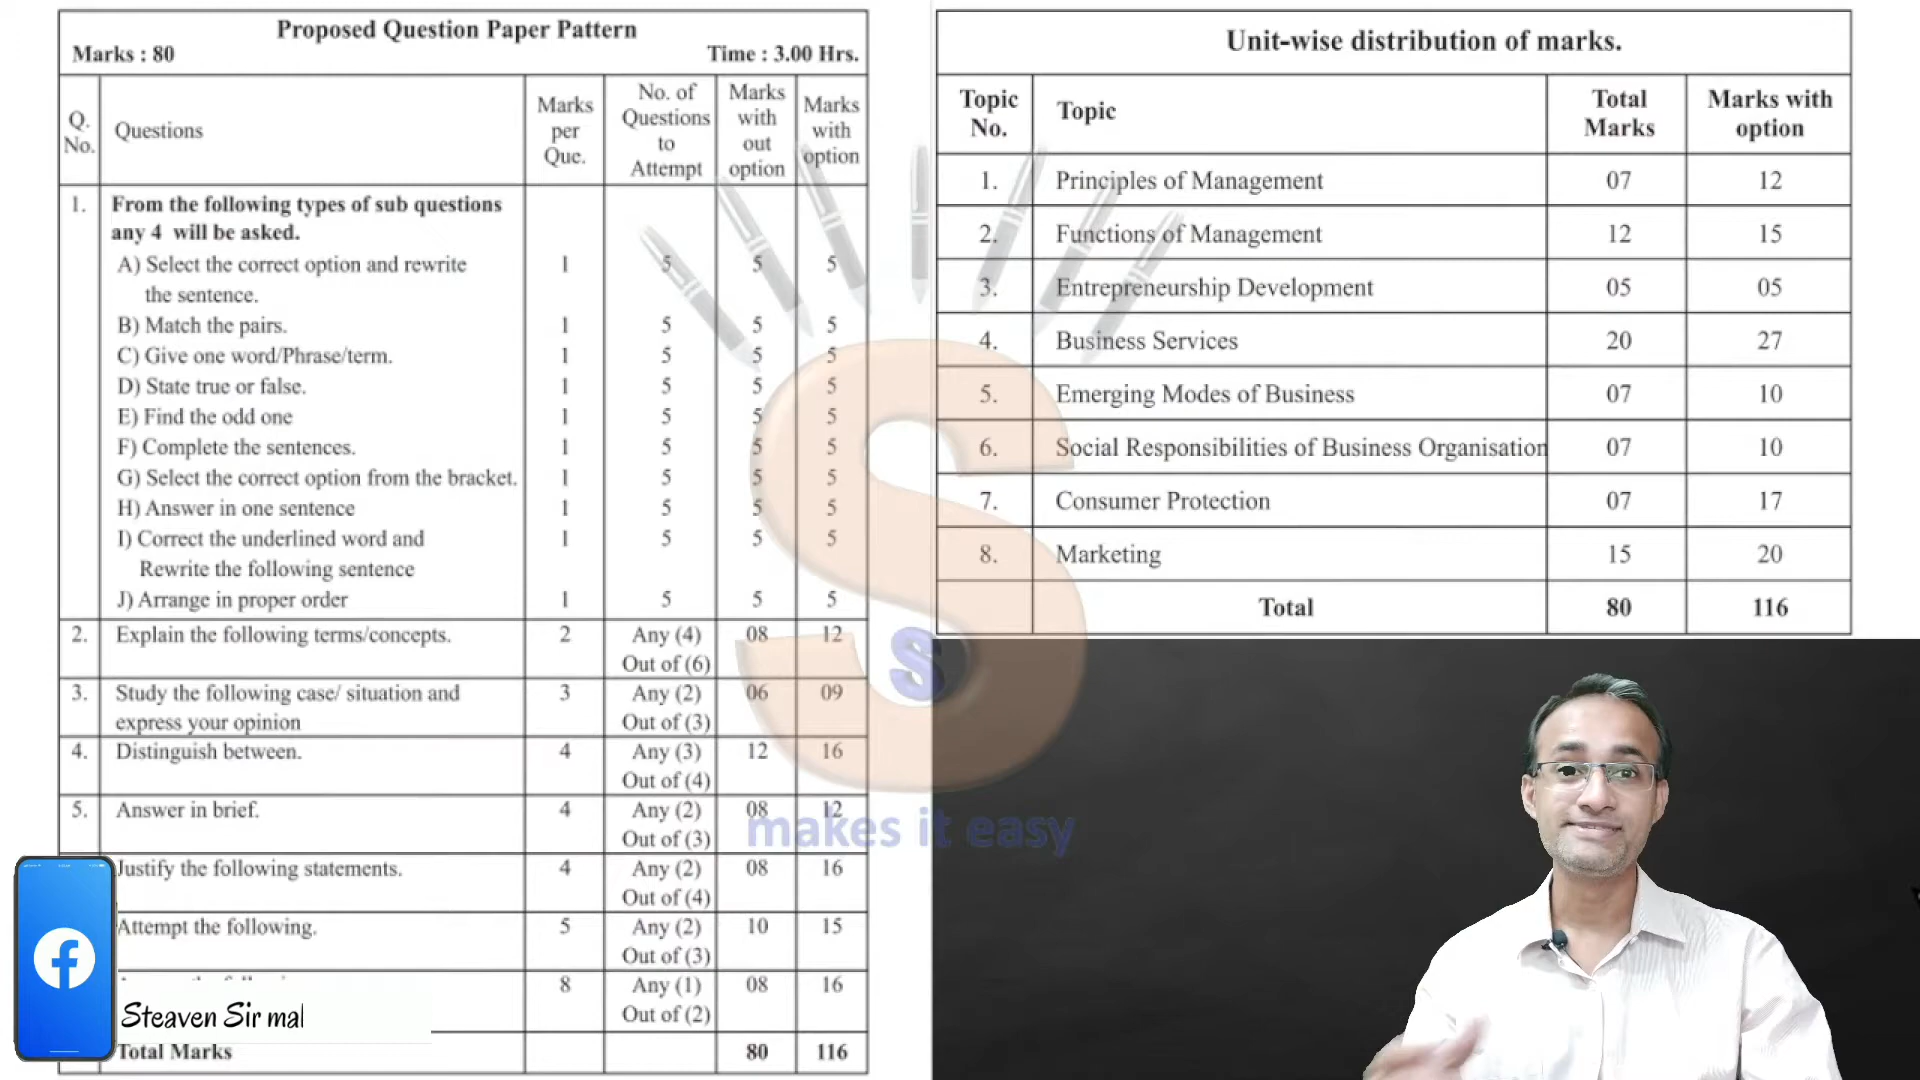 Proposed Question Paper Pattern
Marks : 80 Time : 3.00 Hrs.
Q. No. Questions Marks per Que. No. of Questions to Attempt Marks with out option Marks with option
1. From the following types of sub questions
any 4 will be asked.
A) Select the correct option and rewrite 1 5 5 5
the sentence.
B) Match the pairs. 1 5 5 5
C) Give one word/Phrase/term. 1 5 5 5
D) State true or false. 1 5 5 5
E) Find the odd one 1 5 5 5
F) Complete the sentences. 1 5 5 5
G) Select the correct option from the bracket. 1 5 5 5
H) Answer in one sentence 1 5 5 5
I) Correct the underlined word and 1 5 5 5
Rewrite the following sentence
J) Arrange in proper order 1 5 5 5
2. Explain the following terms/concepts. 2 Any (4) 08 12
Out of (6)
3. Study the following case/ situation and 3 Any (2) 06 09
express your opinion Out of (3)
4. Distinguish between. 4 Any (3) 12 16
Out of (4)
5. Answer in brief. 4 Any (2) 08 12
Out of (3)
Justify the following statements. 4 Any (2) 08 16
Out of (4)
Attempt the following. 5 Any (2) 10 15
Out of (3)
8 Any (1) 08 16
Out of (2)
Total Marks 80 116
Unit-wise distribution of marks.
Topic No. Topic Total Marks Marks with option
1. Principles of Management 07 12
2. Functions of Management 12 15
3. Entrepreneurship Development 05 05
4. Business Services 20 27
5. Emerging Modes of Business 07 10
6. Social Responsibilities of Business Organisation 07 10
7. Consumer Protection 07 17
8. Marketing 15 20
Total 80 116
S
S
makes it easy
f
Steaven Sir mal